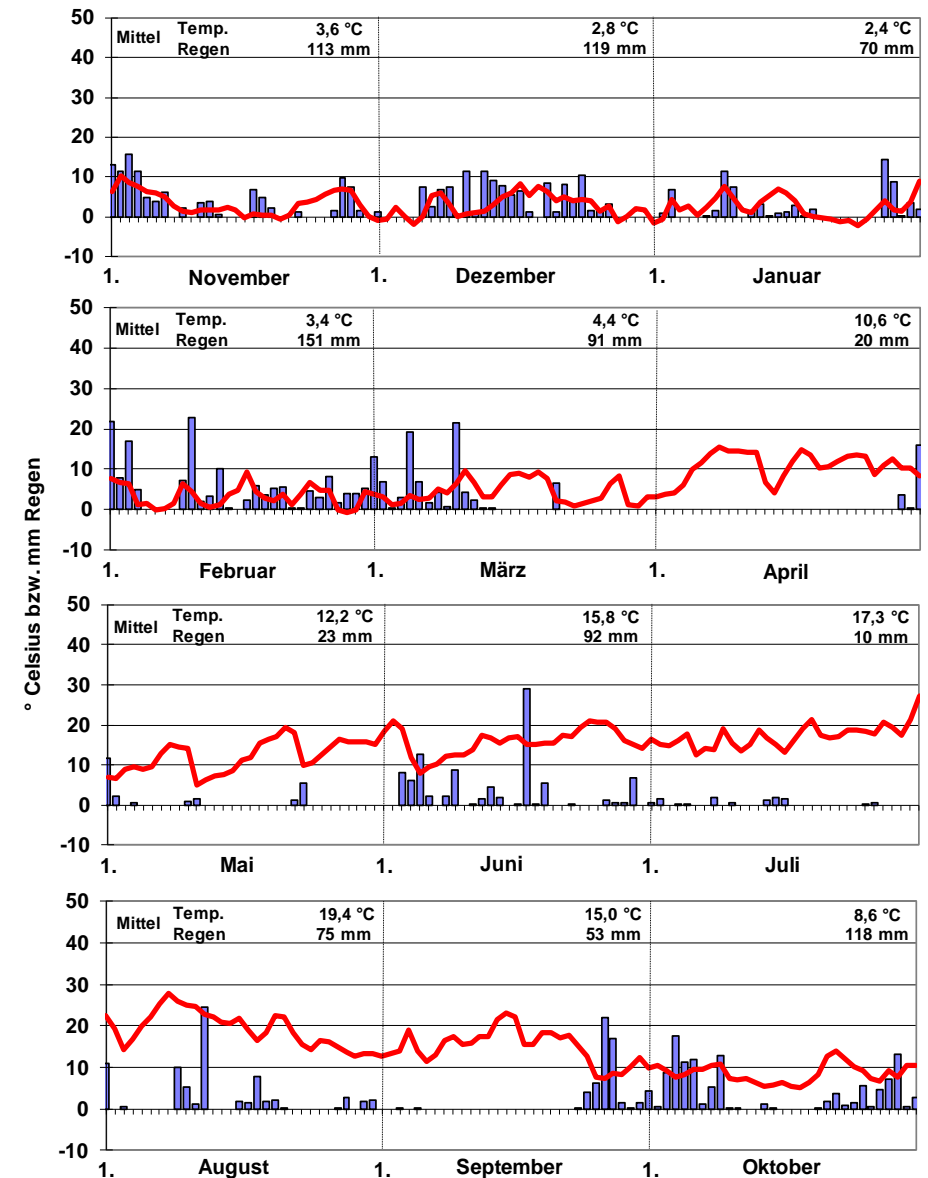 ° Celsius bzw. mm Regen
50
40
30
20
10
0
-10
Mittel Temp. 3,6 °C 2,8 °C 2,4 °C
Regen 113 mm 119 mm 70 mm
1. November 1. Dezember 1. Januar
50
40
30
20
10
0
-10
Mittel Temp. 3,4 °C 4,4 °C 10,6 °C
Regen 151 mm 91 mm 20 mm
1. Februar 1. März 1. April
50
40
30
20
10
0
-10
Mittel Temp. 12,2 °C 15,8 °C 17,3 °C
Regen 23 mm 92 mm 10 mm
1. Mai 1. Juni 1. Juli
50
40
30
20
10
0
-10
Mittel Temp. 19,4 °C 15,0 °C 8,6 °C
Regen 75 mm 53 mm 118 mm
1. August 1. September 1. Oktober